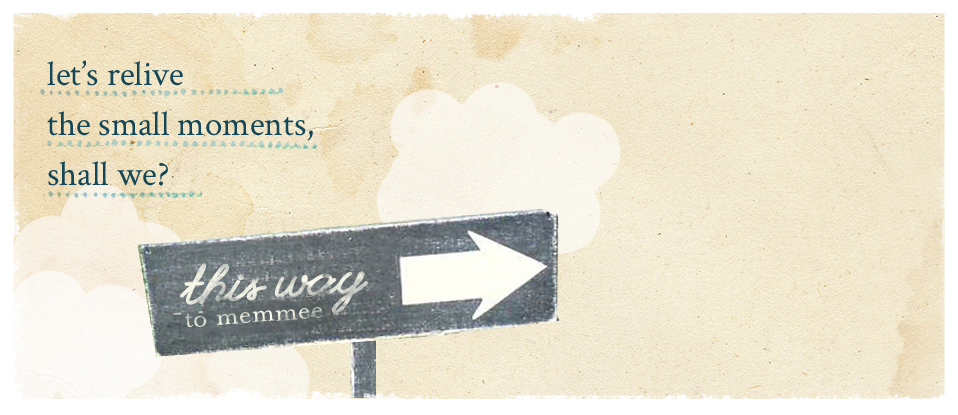 let's relive
the small moments,
shall we?
this way
to memmee